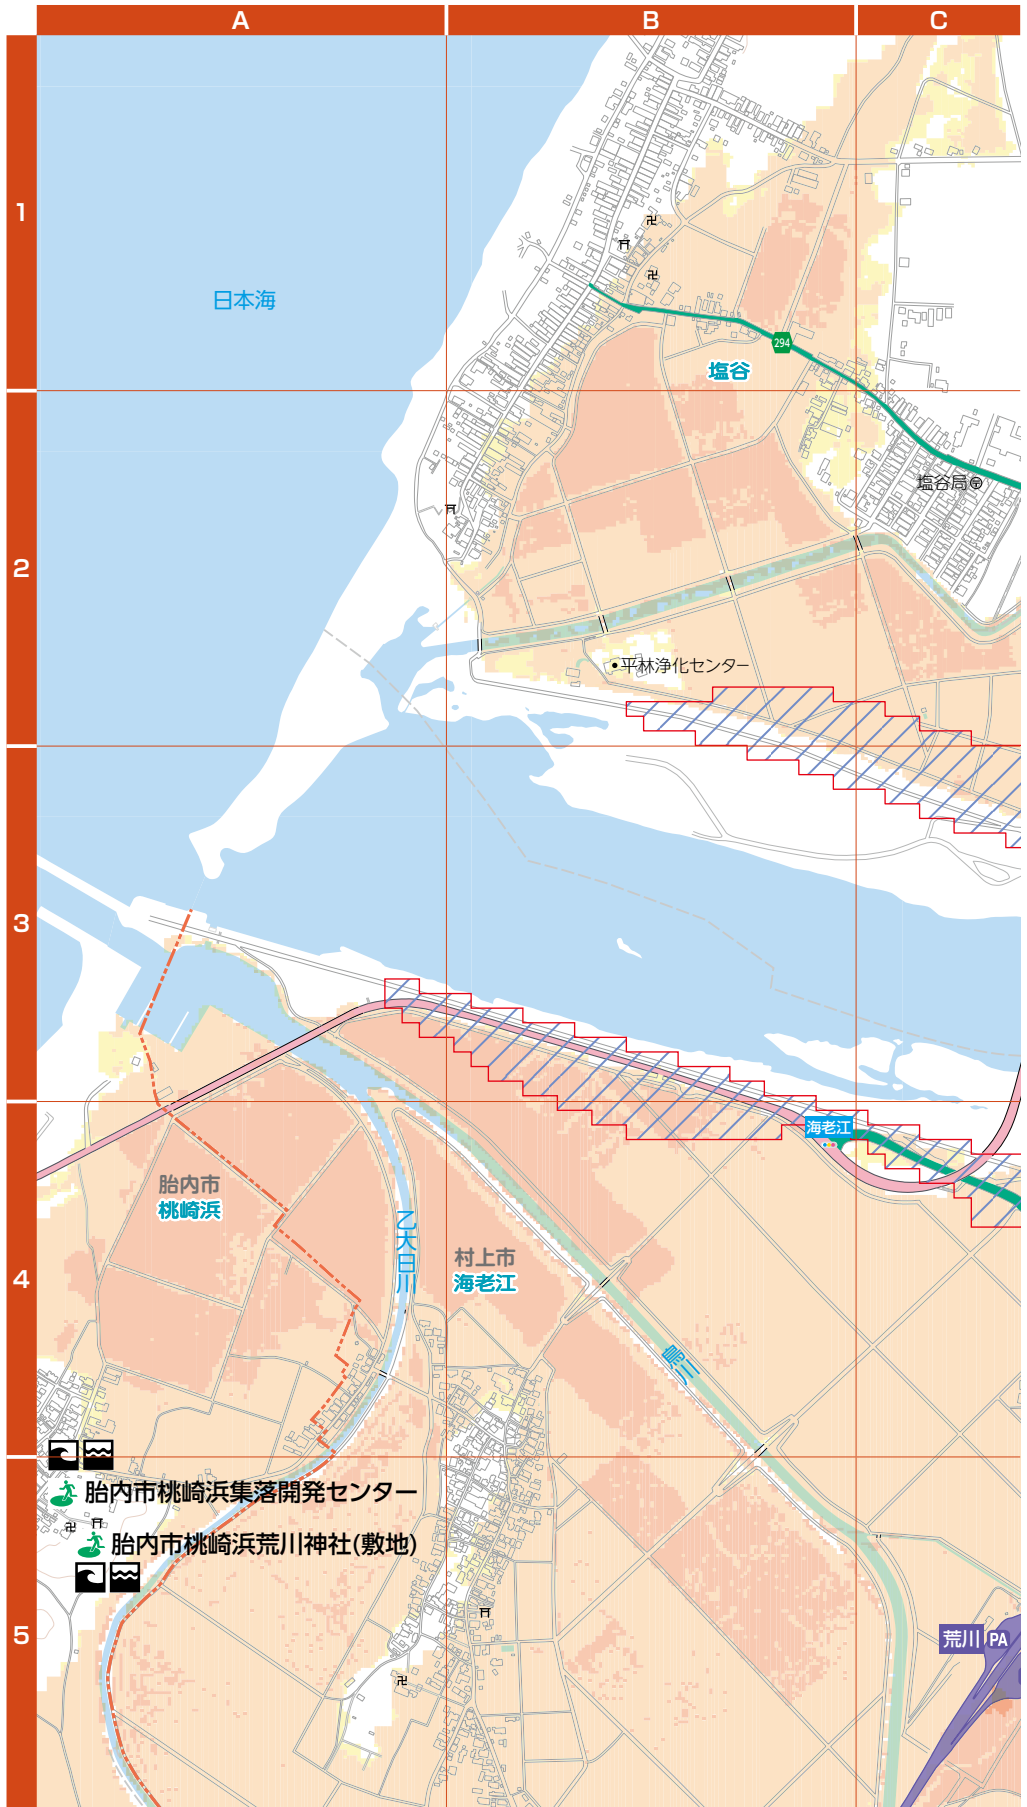 A
B
C
1
日本海
294
塩谷
塩谷局
2
平林浄化センター
3
海老江
胎内市
桃崎浜
乙大日川
村上市
海老江
4
烏川
胎内市桃崎浜集落開発センター
胎内市桃崎浜荒川神社(敷地)
5
荒川 PA